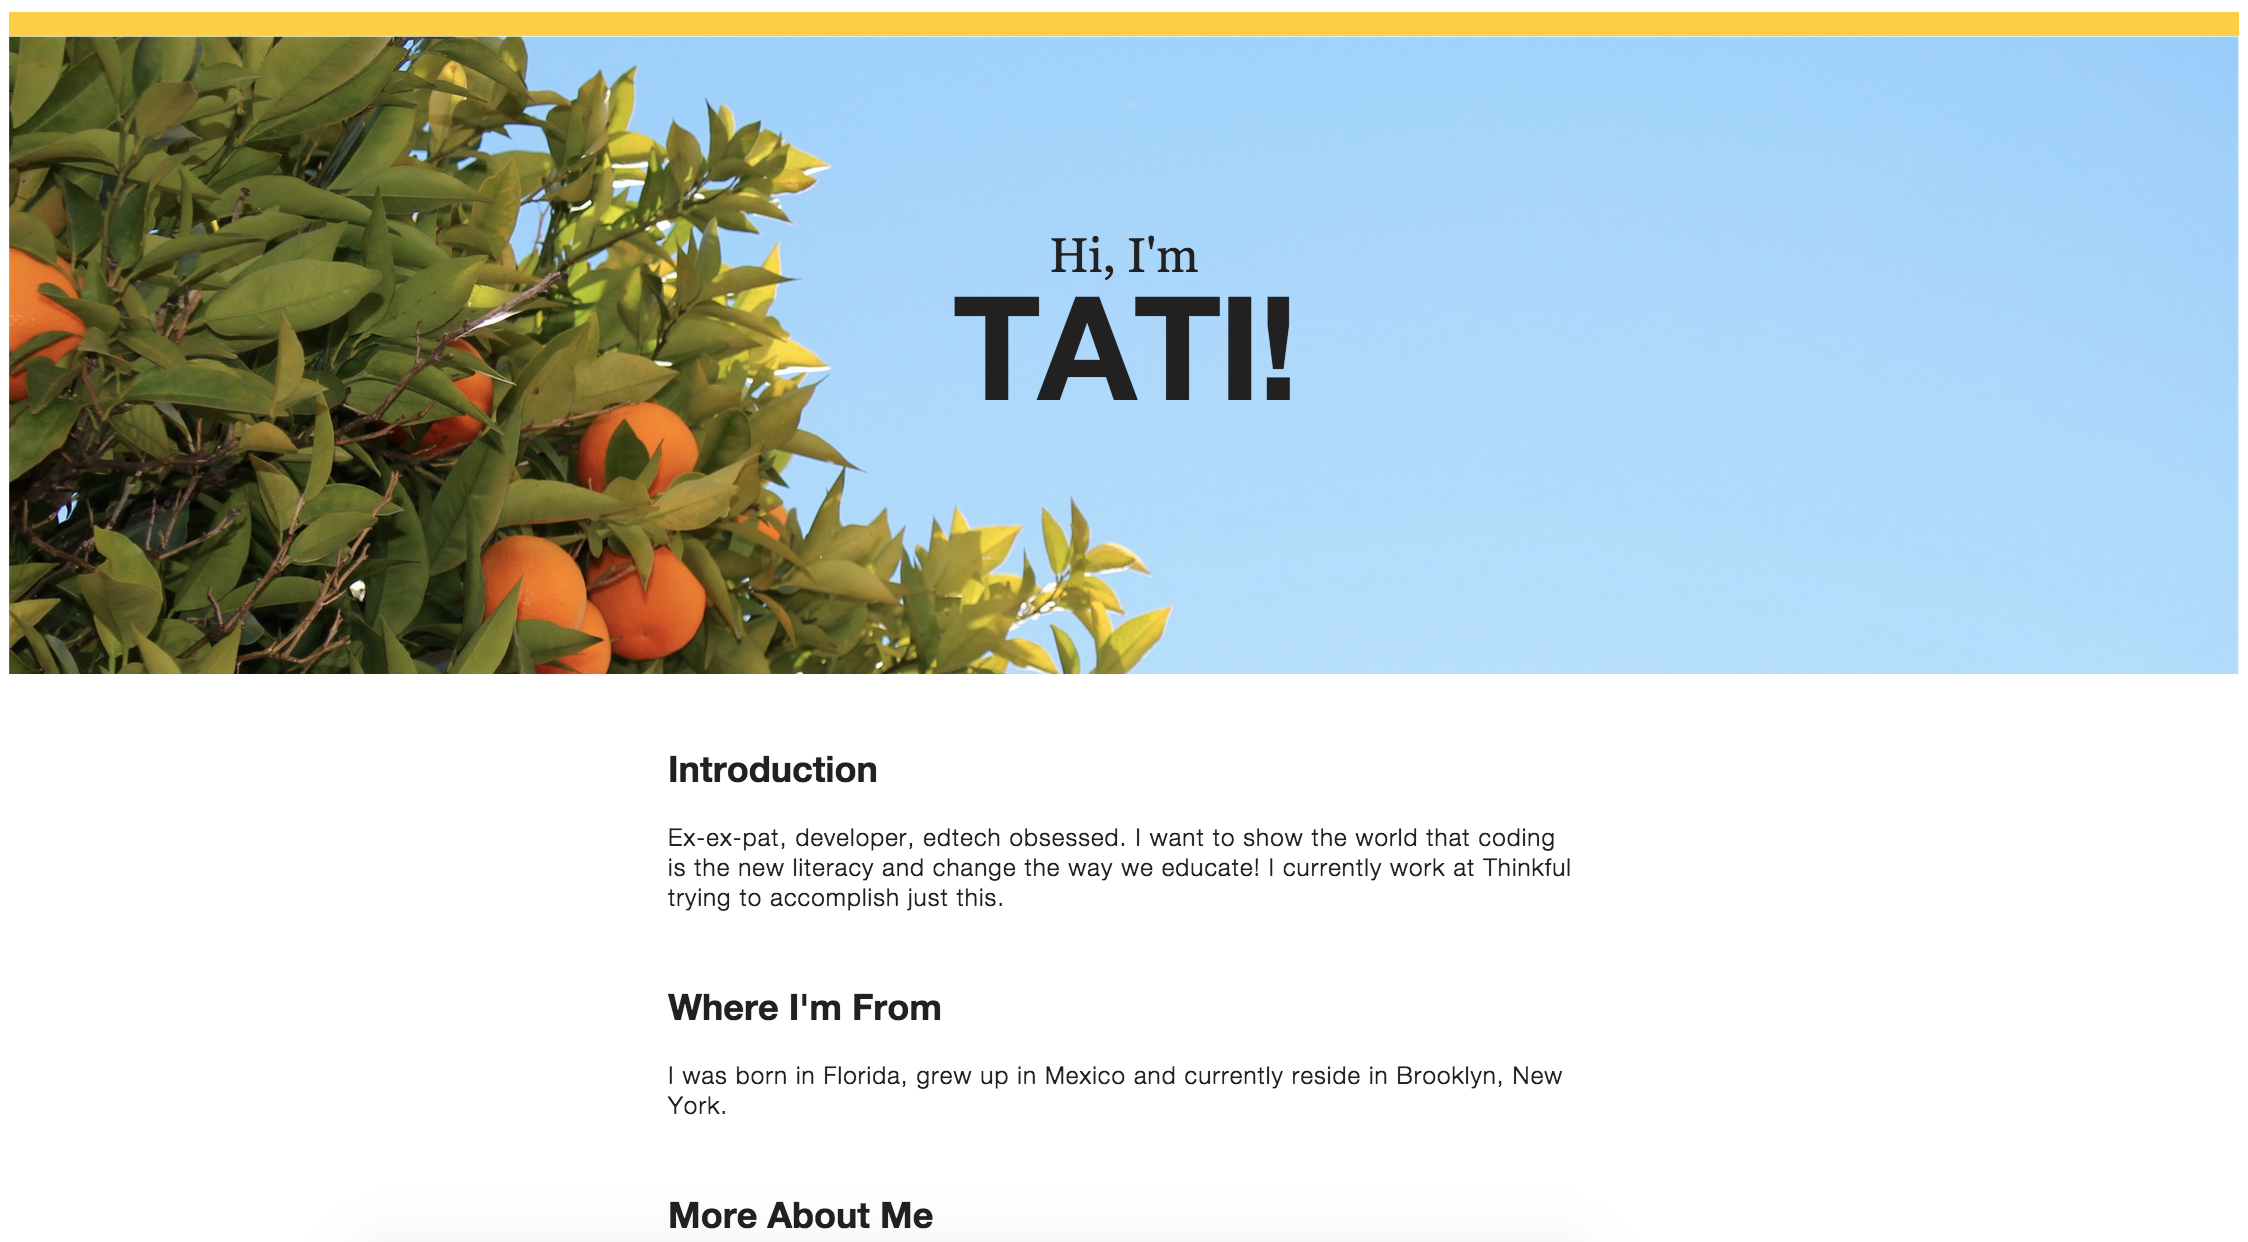 Hi, I'm
TATI!
Introduction
Ex-ex-pat, developer, edtech obsessed. I want to show the world that coding
is the new literacy and change the way we educate! I currently work at Thinkful
trying to accomplish just this.
Where I'm From
I was born in Florida, grew up in Mexico and currently reside in Brooklyn, New
York.
More About Me